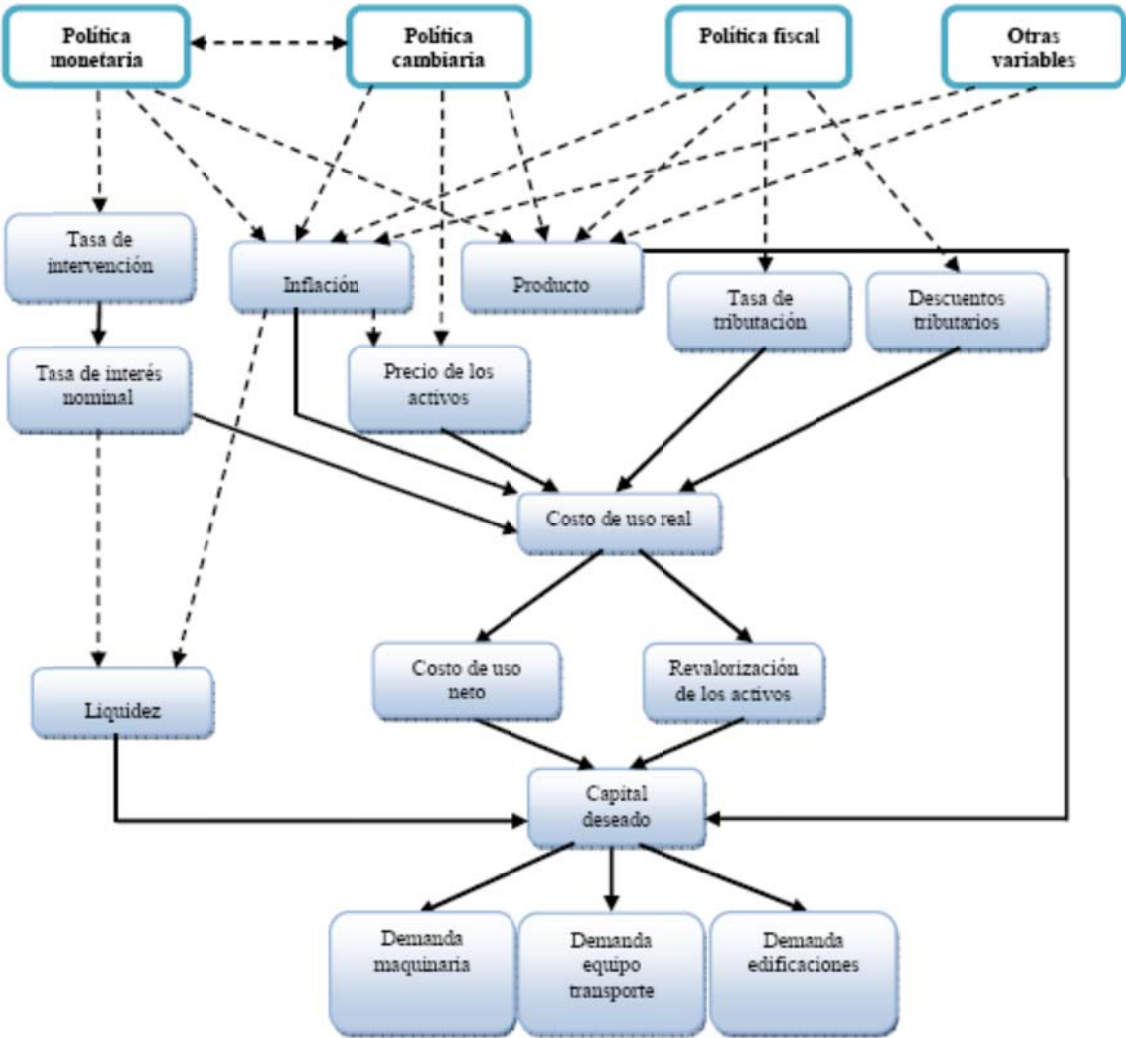 Política
monetaria
Política
cambiaria
Política fiscal
Otras
variables
Tasa de
intervención
Inflación
Producto
Tasa de
tributación
Descuentos
tributarios
Tasa de interés
nominal
Precio de los
activos
Costo de uso real
Costo de uso
neto
Revalorización
de los activos
Liquidez
Capital
deseado
Demanda
maquinaria
Demanda
equipo
transporte
Demanda
edificaciones